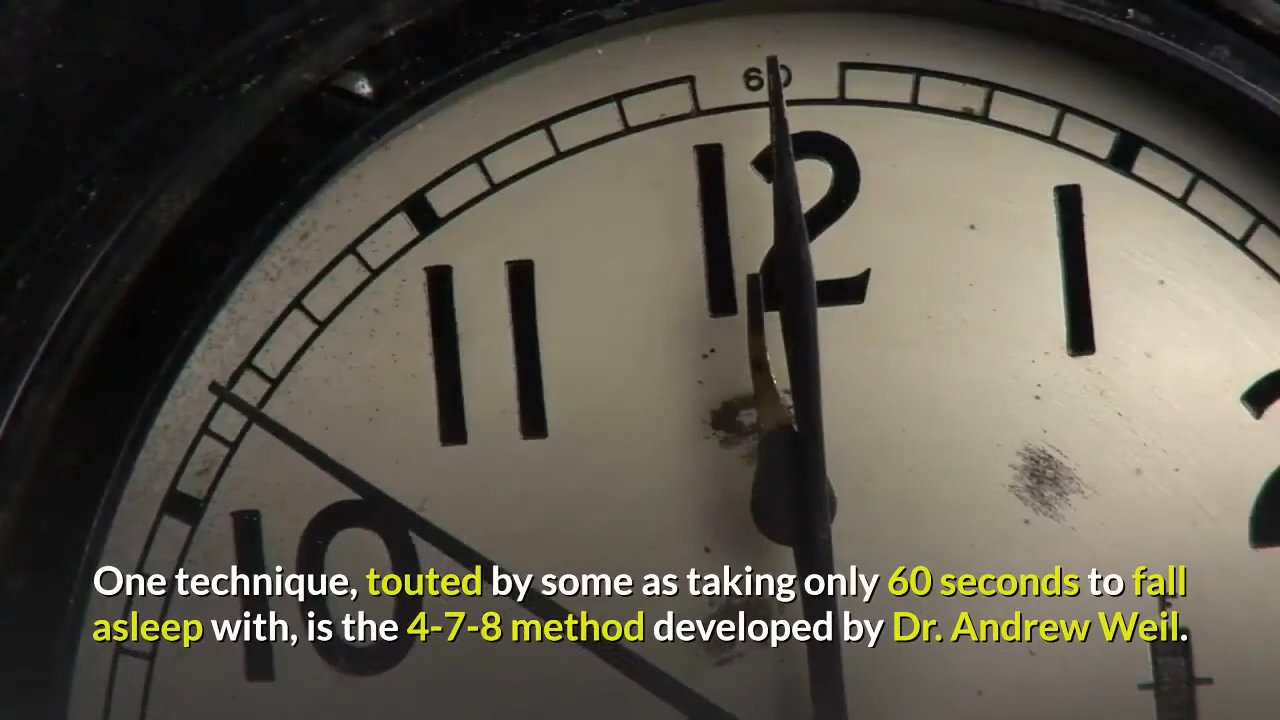 60
12
11
1
10
One technique, touted by some as taking only 60 seconds to fall
asleep with, is the 4-7-8 method developed by Dr. Andrew Weil.